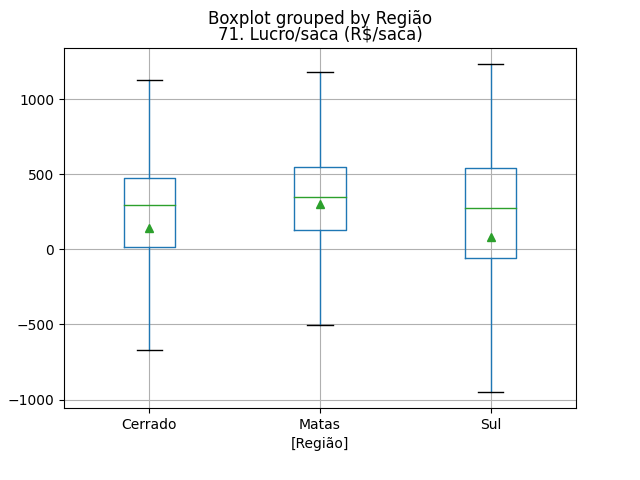 Boxplot grouped by Região
71. Lucro/saca (R$/saca)
1000
500
0
−500
−1000
Cerrado Matas Sul
[Região]